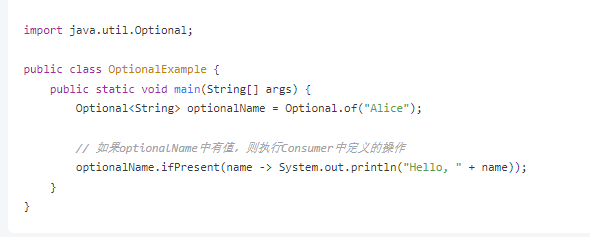 import java.util.Optional;
public class OptionalExample {
public static void main(String[] args) {
Optional<String> optionalName = Optional.of("Alice");
// 如果optionalName中有值，则执行Consumer中定义的操作
optionalName.ifPresent(name -> System.out.println("Hello, " + name));
}
}